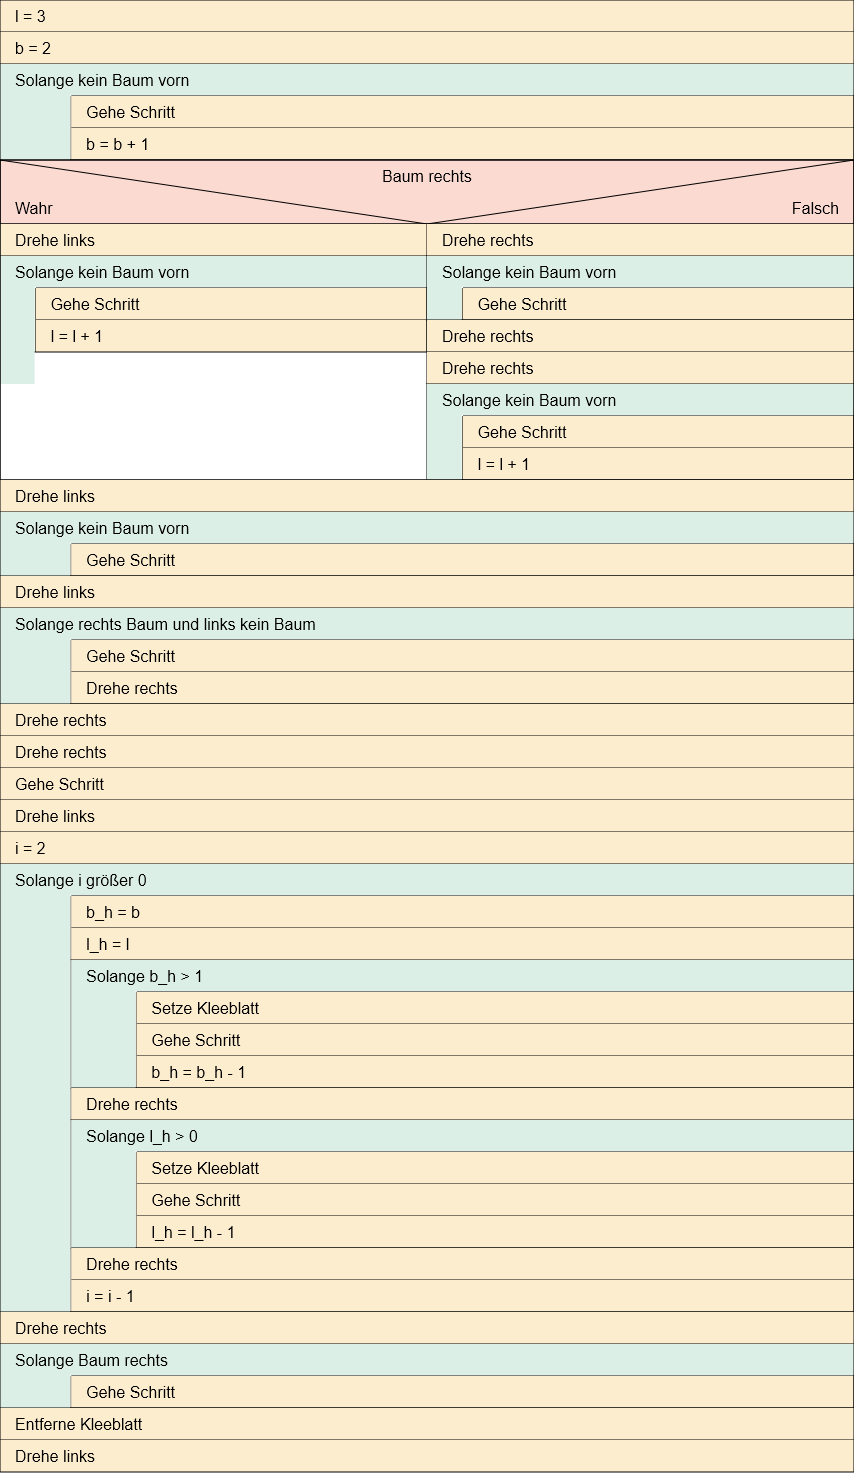 l = 3
b = 2
Solange kein Baum vorn
Gehe Schritt
b = b + 1
Baum rechts
Wahr
Falsch
Drehe links
Solange kein Baum vorn
Gehe Schritt
l = l + 1
Drehe rechts
Solange kein Baum vorn
Gehe Schritt
Drehe rechts
Drehe rechts
Solange kein Baum vorn
Gehe Schritt
l = l + 1
Drehe links
Solange kein Baum vorn
Gehe Schritt
Drehe links
Solange rechts Baum und links kein Baum
Gehe Schritt
Drehe rechts
Drehe rechts
Drehe rechts
Gehe Schritt
Drehe links
i = 2
Solange i größer 0
b_h = b
l_h = l
Solange b_h > 1
Setze Kleeblatt
Gehe Schritt
b_h = b_h - 1
Drehe rechts
Solange l_h > 0
Setze Kleeblatt
Gehe Schritt
l_h = l_h - 1
Drehe rechts
i = i - 1
Drehe rechts
Solange Baum rechts
Gehe Schritt
Entferne Kleeblatt
Drehe links